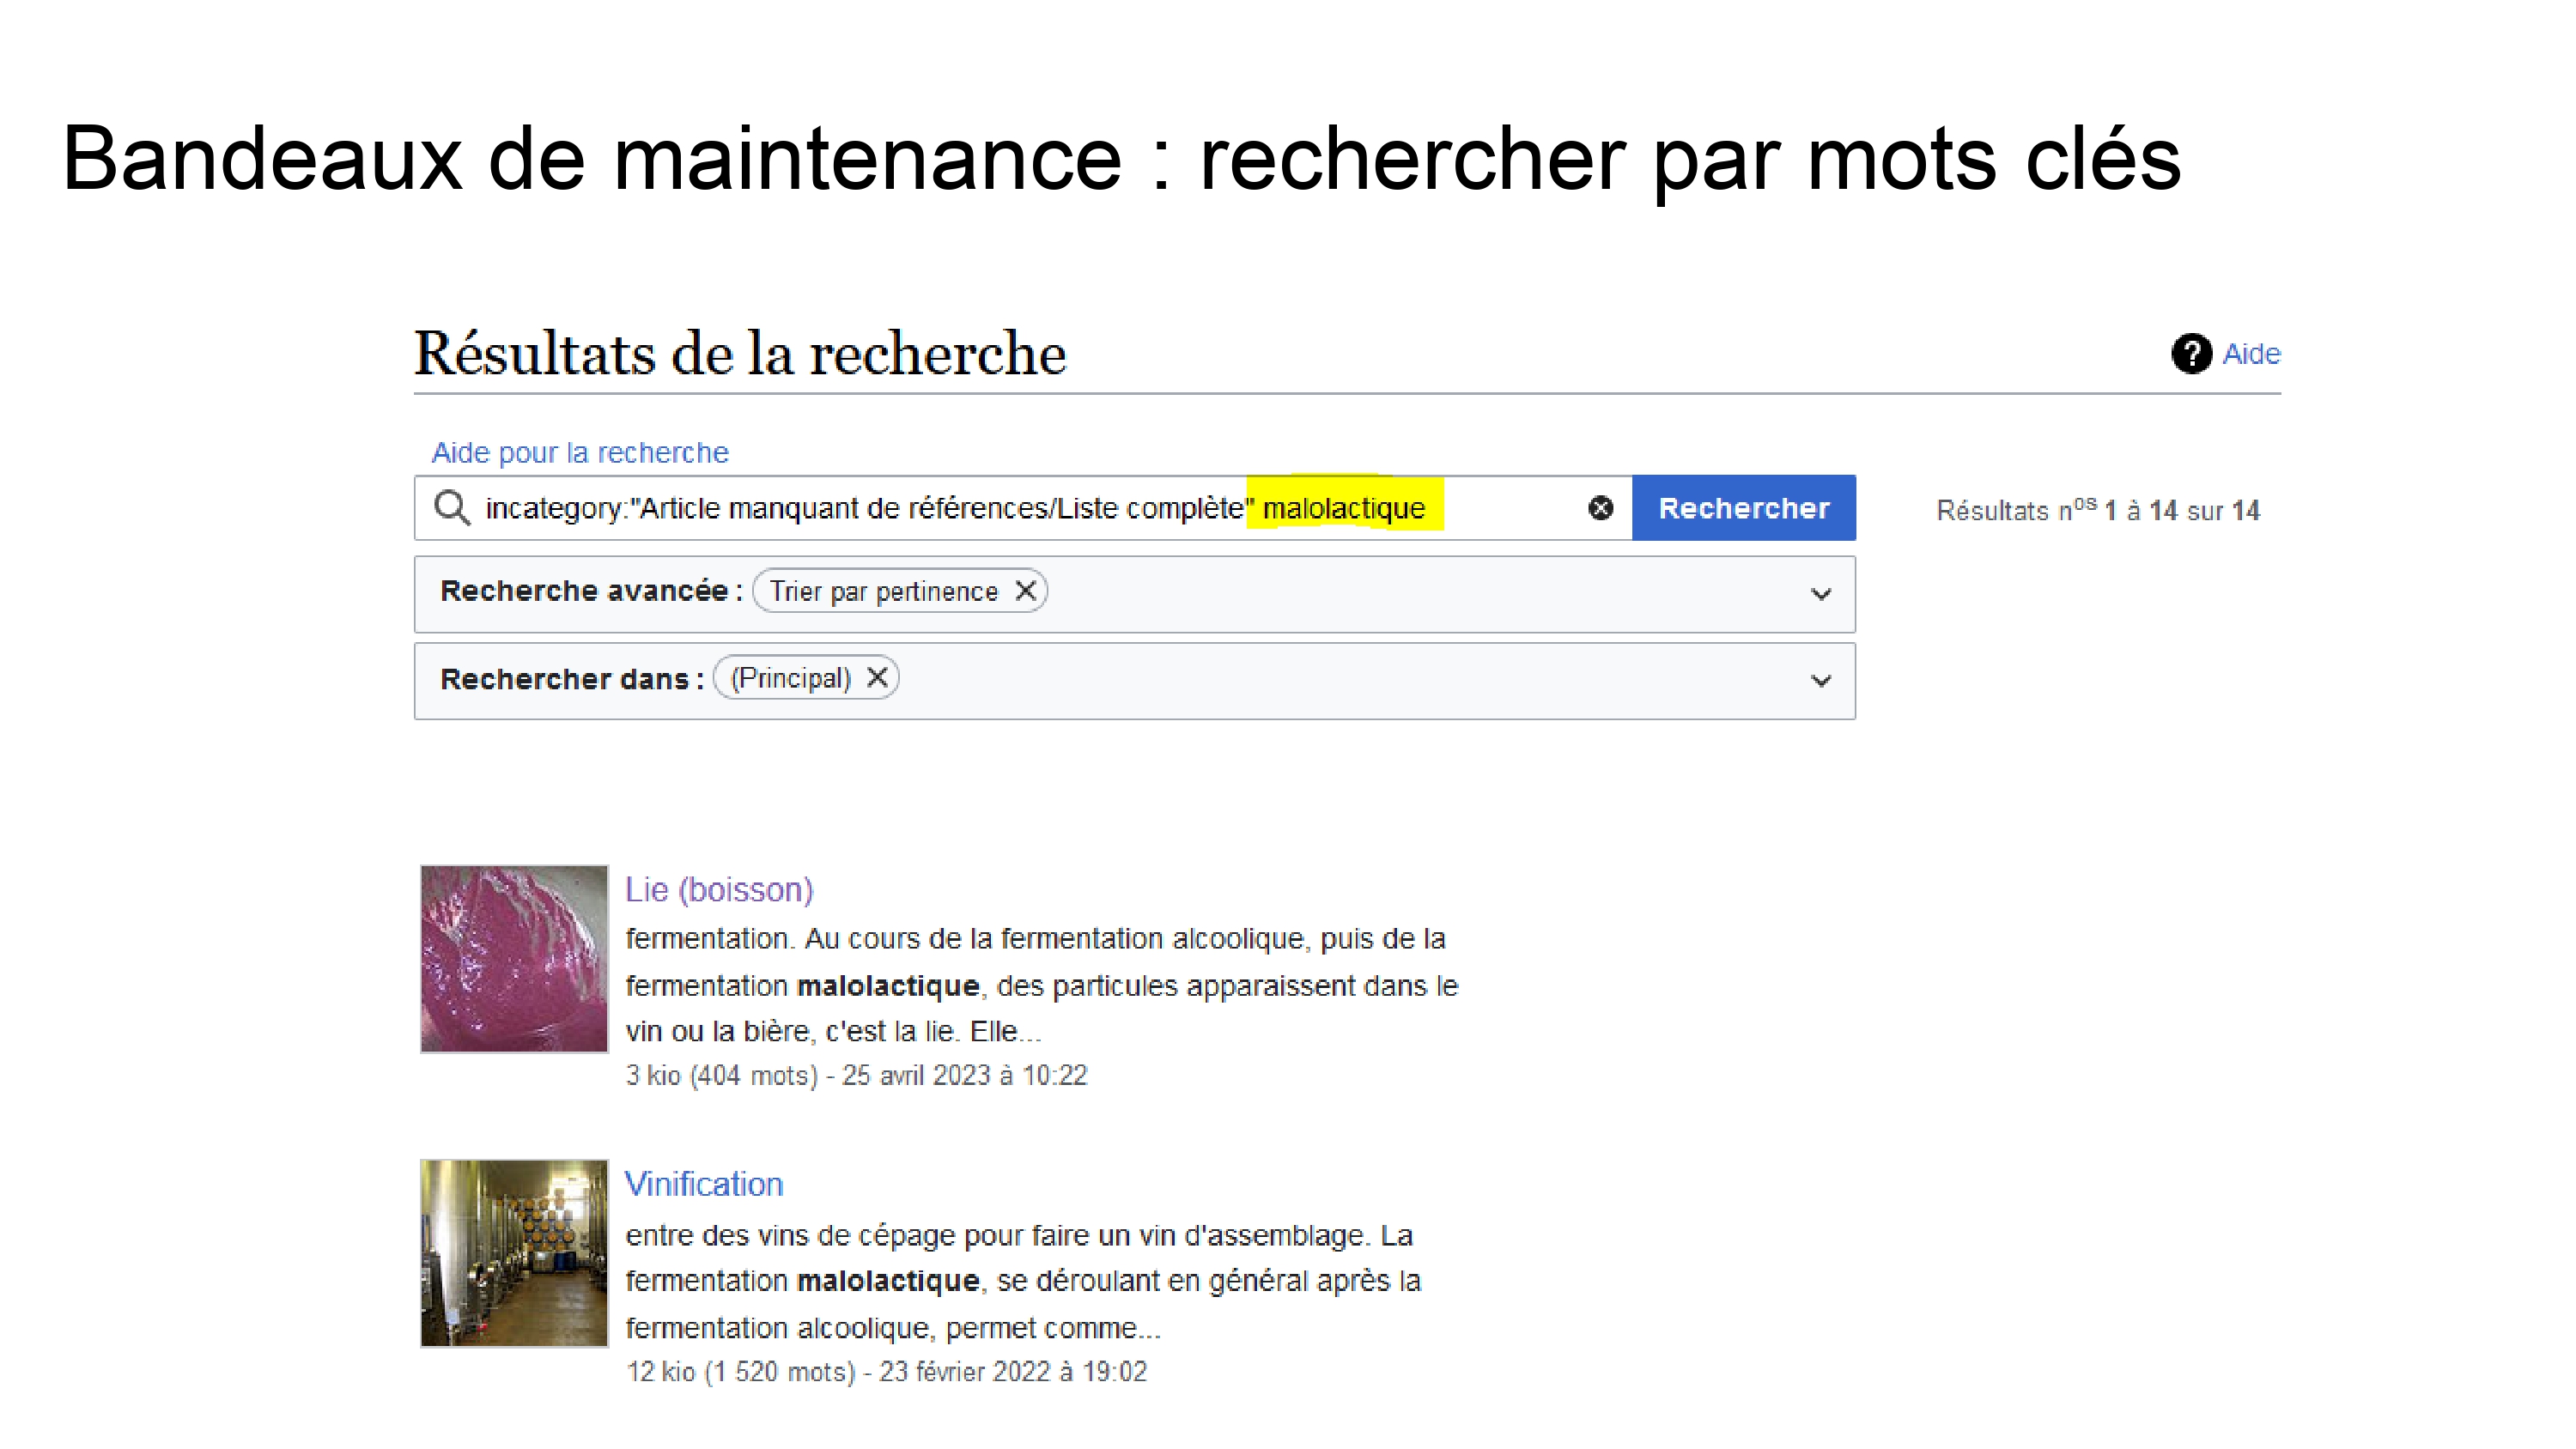 Bandeaux de maintenance : rechercher par mots clés
Résultats de la recherche
Aide
Aide pour la recherche
incategory:"Article manquant de références/Liste complète" malolactique
Rechercher
Résultats nos 1 à 14 sur 14
Recherche avancée : Trier par pertinence
Rechercher dans : (Principal)
Lie (boisson)
fermentation. Au cours de la fermentation alcoolique, puis de la
fermentation malolactique, des particules apparaissent dans le
vin ou la bière, c'est la lie. Elle...
3 kio (404 mots) - 25 avril 2023 à 10:22
Vinification
entre des vins de cépage pour faire un vin d'assemblage. La
fermentation malolactique, se déroulant en général après la
fermentation alcoolique, permet comme...
12 kio (1 520 mots) - 23 février 2022 à 19:02